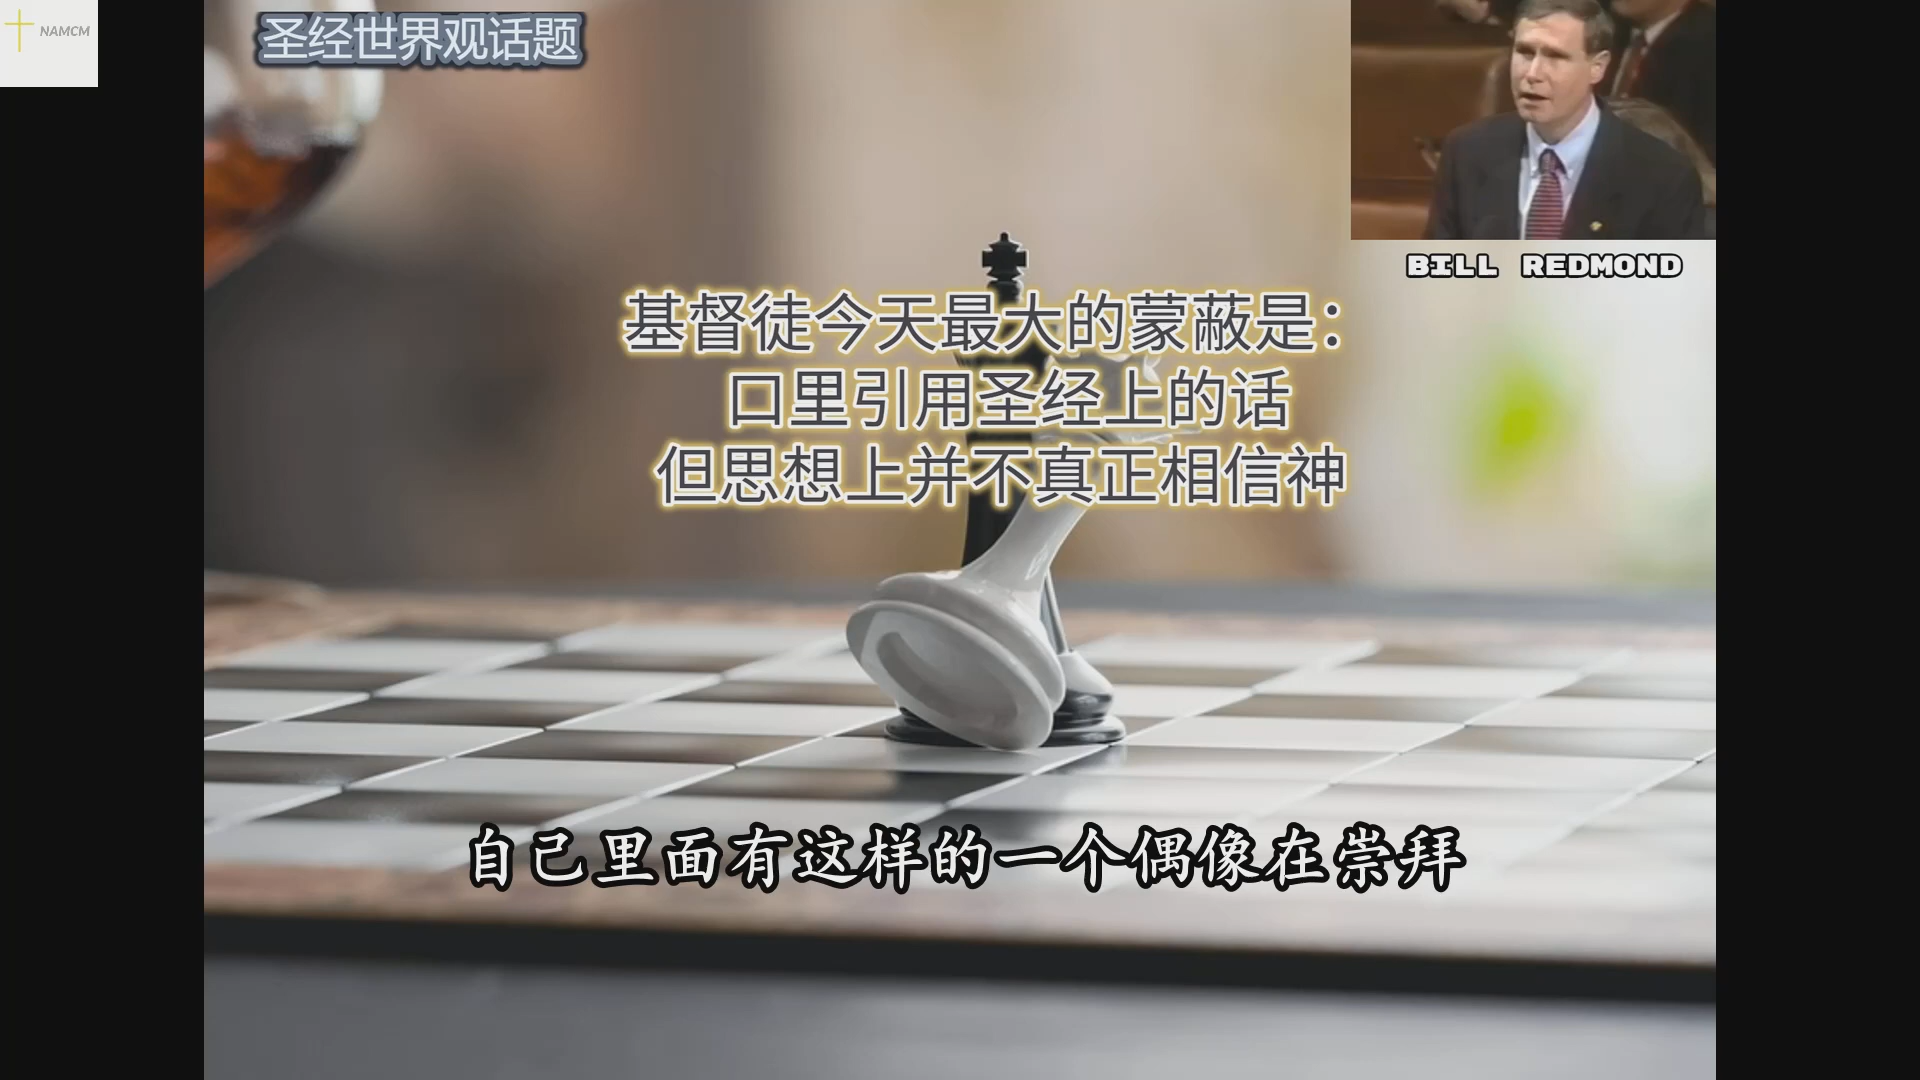 NAMCM
圣经世界观话题
BILL REDMOND
基督徒今天最大的蒙蔽是：
口里引用圣经上的话
但思想上并不真正相信神
自己里面有这样的一个偶像在崇拜